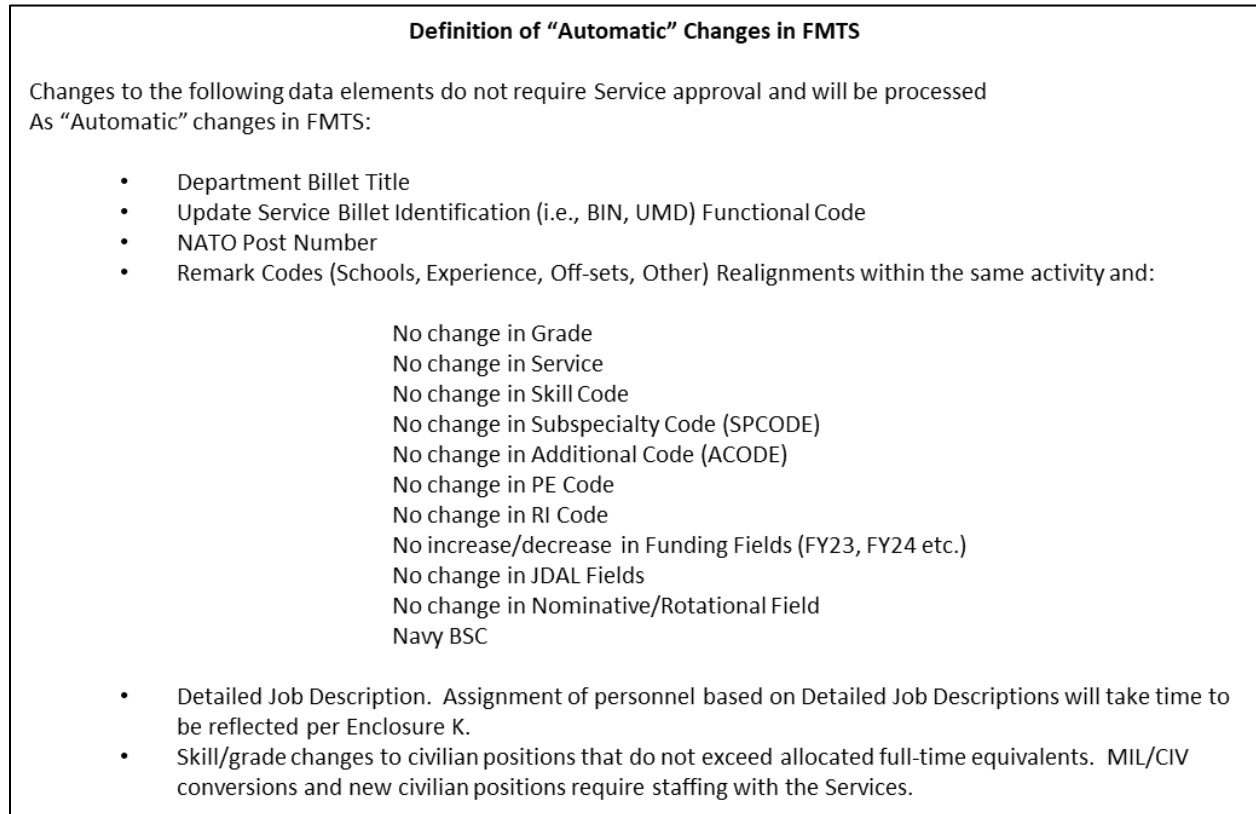 Definition of “Automatic” Changes in FMTS
Changes to the following data elements do not require Service approval and will be processed
As “Automatic” changes in FMTS:
• Department Billet Title
• Update Service Billet Identification (i.e., BIN, UMD) Functional Code
• NATO Post Number
• Remark Codes (Schools, Experience, Off-sets, Other) Realignments within the same activity and:
No change in Grade
No change in Service
No change in Skill Code
No change in Subspecialty Code (SPCODE)
No change in Additional Code (ACODE)
No change in PE Code
No change in RI Code
No increase/decrease in Funding Fields (FY23, FY24 etc.)
No change in JDAL Fields
No change in Nominative/Rotational Field
Navy BSC
• Detailed Job Description. Assignment of personnel based on Detailed Job Descriptions will take time to
be reflected per Enclosure K.
• Skill/grade changes to civilian positions that do not exceed allocated full-time equivalents. MIL/CIV
conversions and new civilian positions require staffing with the Services.